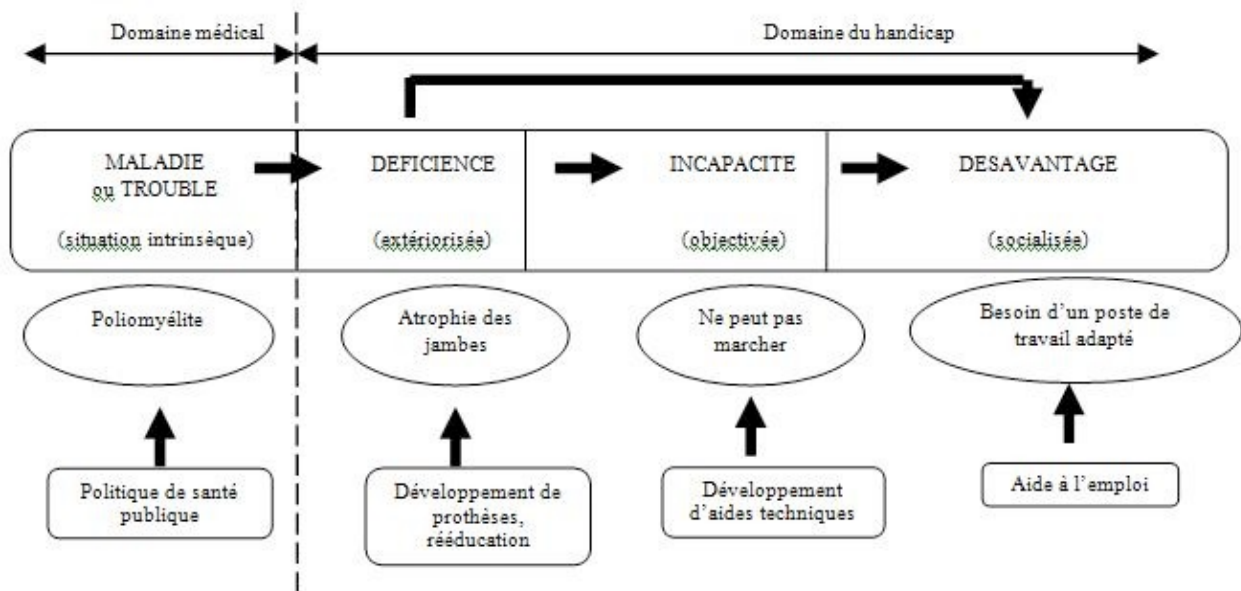 Domaine médical
Domaine du handicap
MALADIE
ou TROUBLE
(situation intrinsèque)
DEFICIENCE
(extériorisée)
INCAPACITE
(objectivée)
DESAVANTAGE
(socialisée)
Poliomyélite
Atrophie des
jambes
Ne peut pas
marcher
Besoin d’un poste de
travail adapté
Politique de santé
publique
Développement de
prothèses,
rééducation
Développement
d’aides techniques
Aide à l’emploi